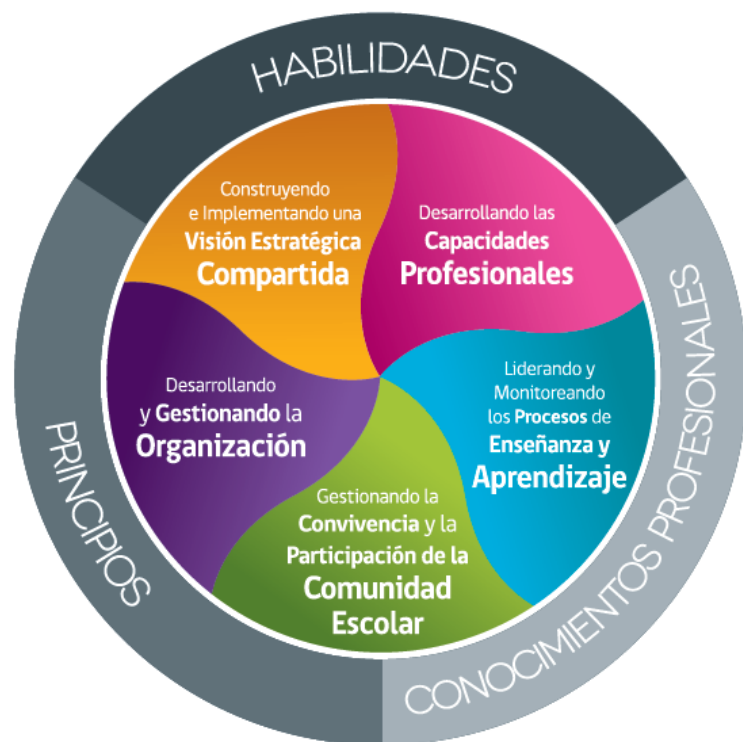 HABILIDADES
Construyendo
e Implementando una
Visión Estratégica
Compartida
Desarrollando las
Capacidades
Profesionales
Liderando y
Monitoreando
los Procesos de
Enseñanza y
Aprendizaje
Gestionando la
Convivencia y la
Participación de la
Comunidad
Escolar
Desarrollando
y Gestionando la
Organización
PRINCIPIOS
CONOCIMIENTOS PROFESIONALES